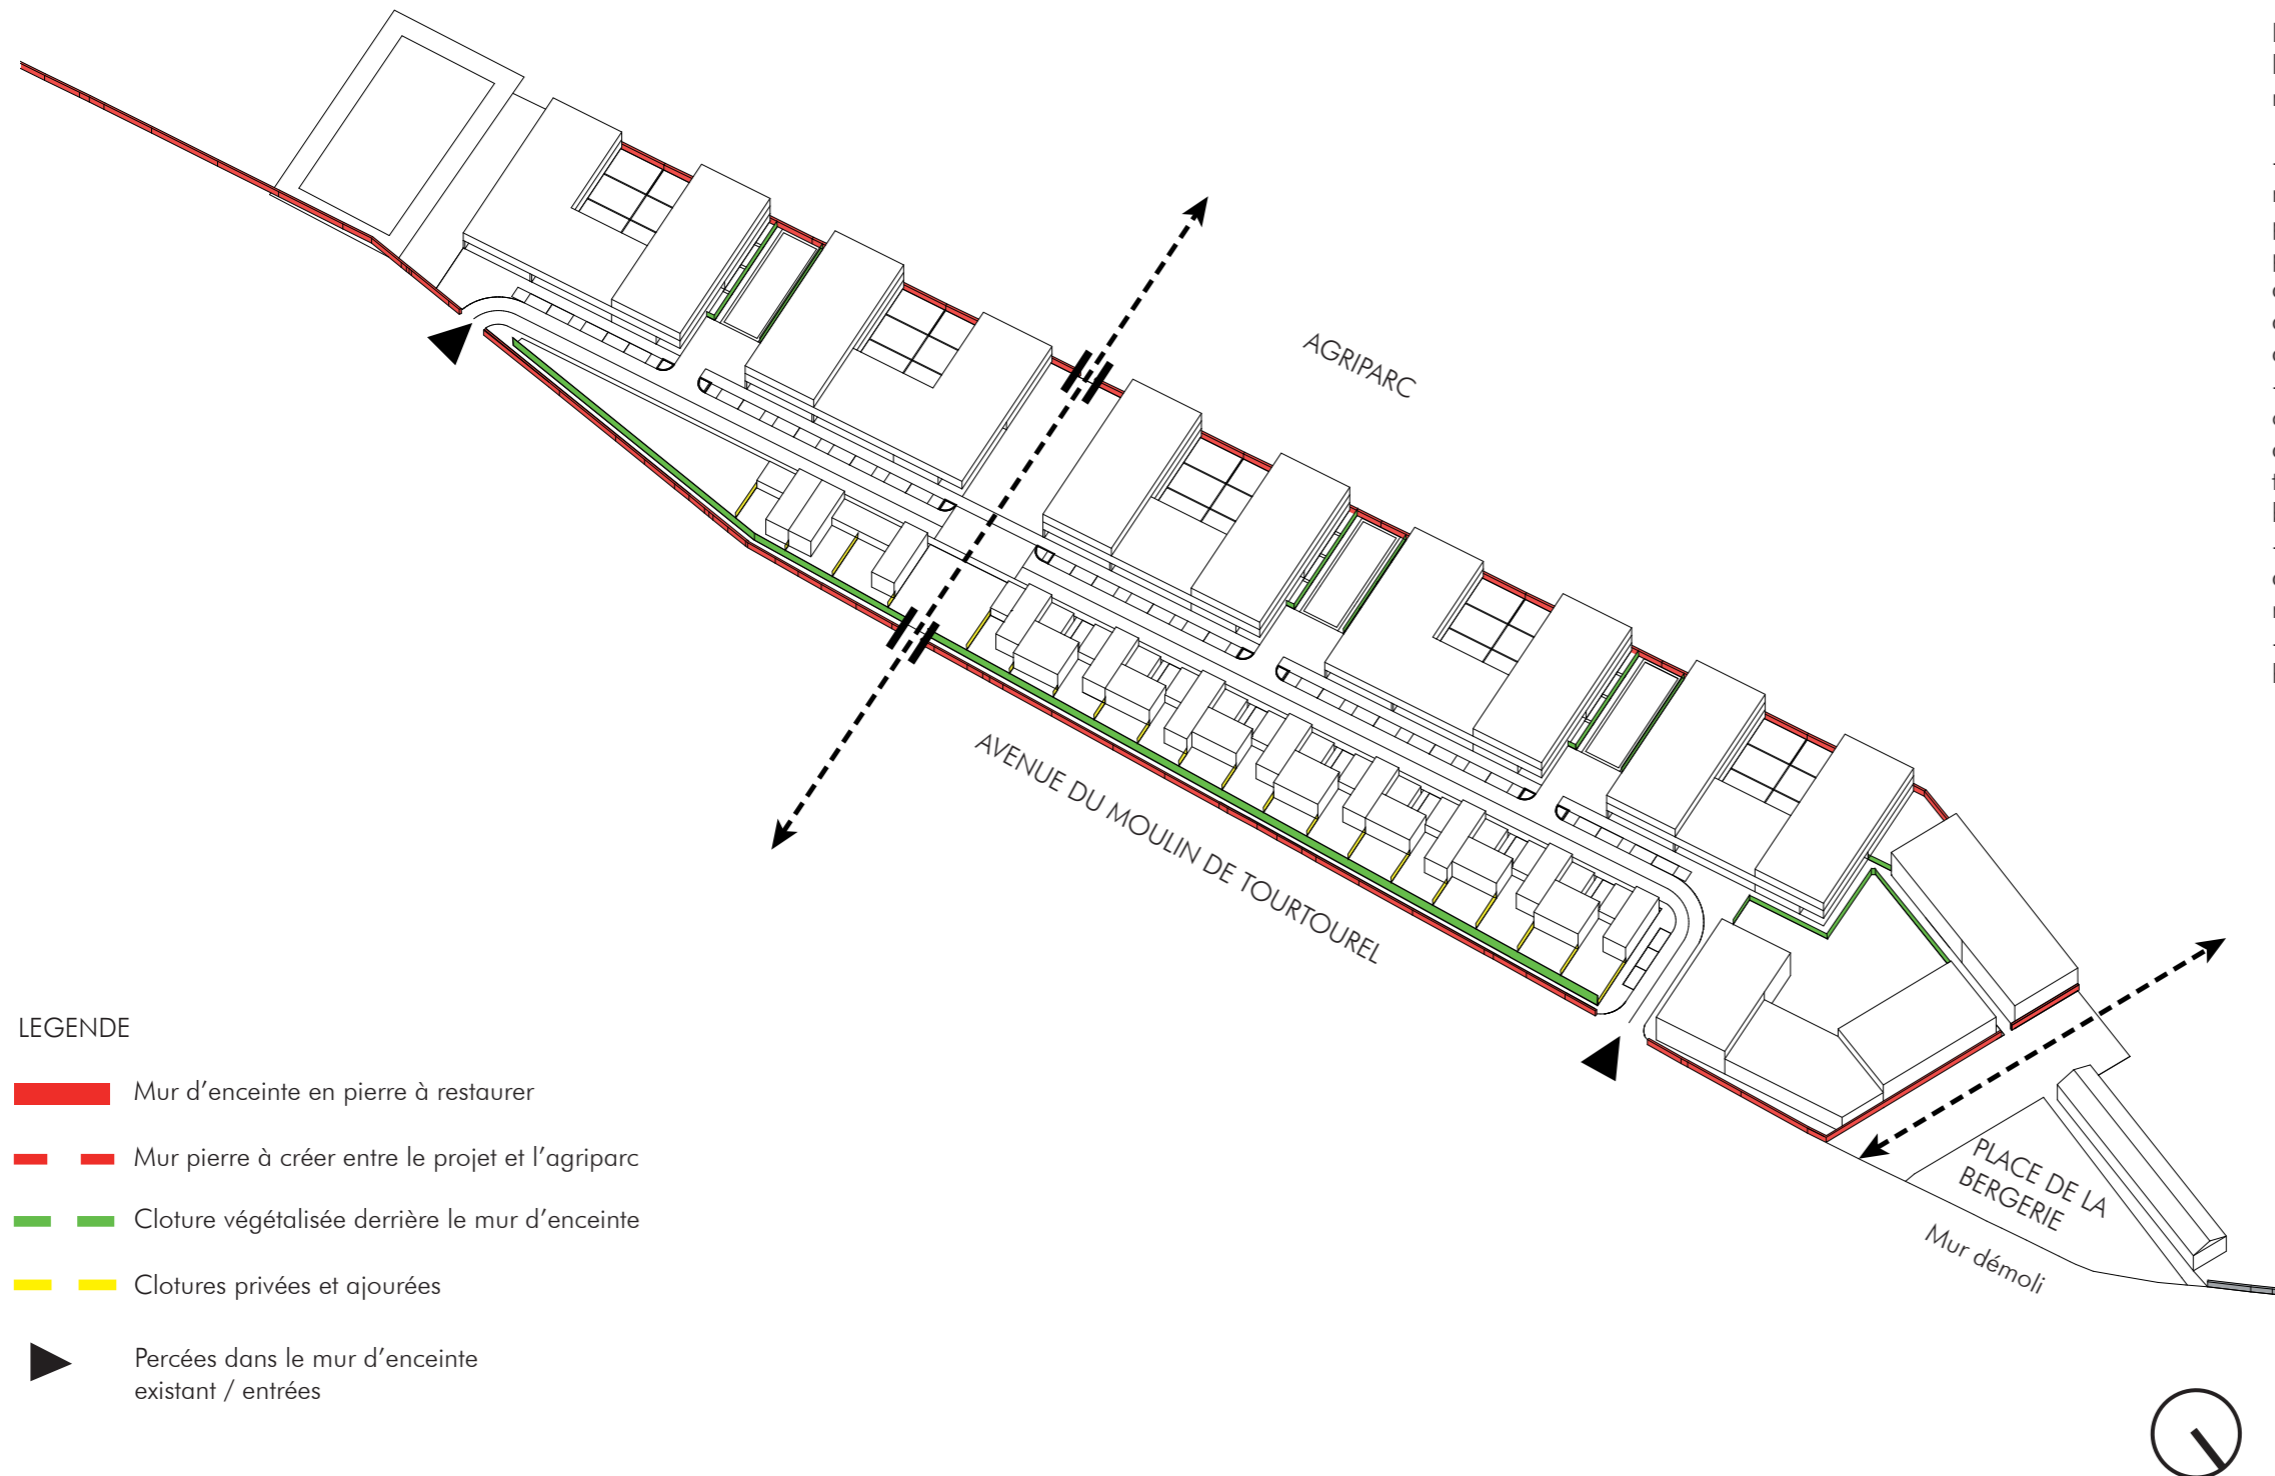 AGRIPARC
AVENUE DU MOULIN DE TOURTOUREL
PLACE DE LA
BERGERIE
Mur démoli
LEGENDE
Mur d’enceinte en pierre à restaurer
Mur pierre à créer entre le projet et l’agriparc
Cloture végétalisée derrière le mur d’enceinte
Clotures privées et ajourées
Percées dans le mur d’enceinte
existant / entrées